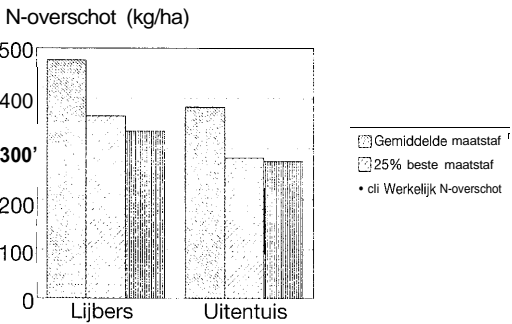 N-overschot (kg/ha)
500
400
300'
200
100
0
Lijbers
Uitentuis
Gemiddelde maatstaf
25% beste maatstaf
• cli Werkelijk N-overschot